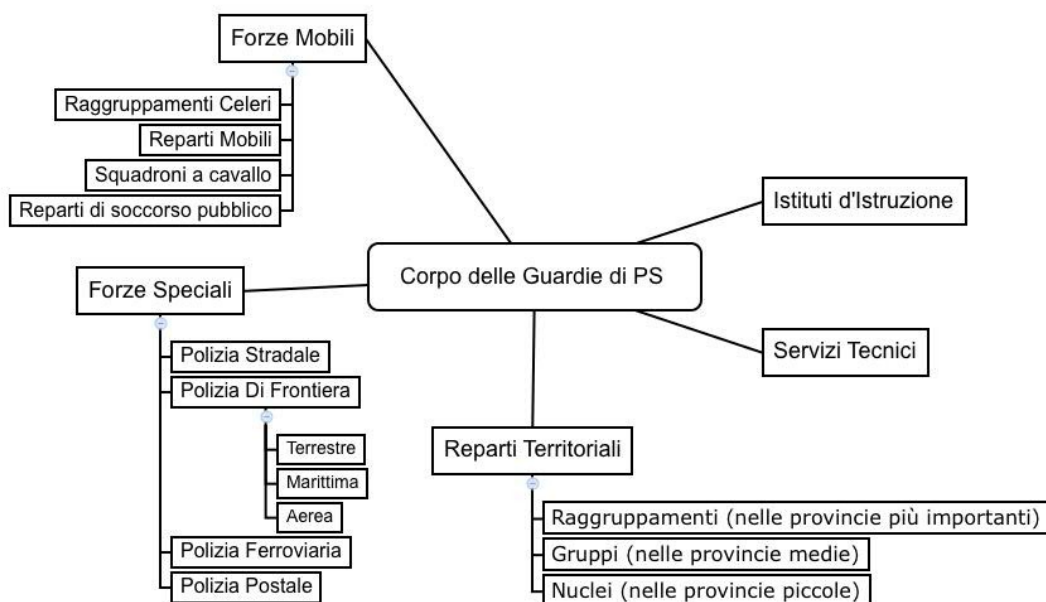 Forze Mobili
Raggruppamenti Celeri
Reparti Mobili
Squadroni a cavallo
Reparti di soccorso pubblico
Istituti d'Istruzione
Corpo delle Guardie di PS
Forze Speciali
Polizia Stradale
Polizia Di Frontiera
Terrestre
Marittima
Aerea
Polizia Ferroviaria
Polizia Postale
Servizi Tecnici
Reparti Territoriali
Raggruppamenti (nelle provincie più importanti)
Gruppi (nelle provincie medie)
Nuclei (nelle provincie piccole)